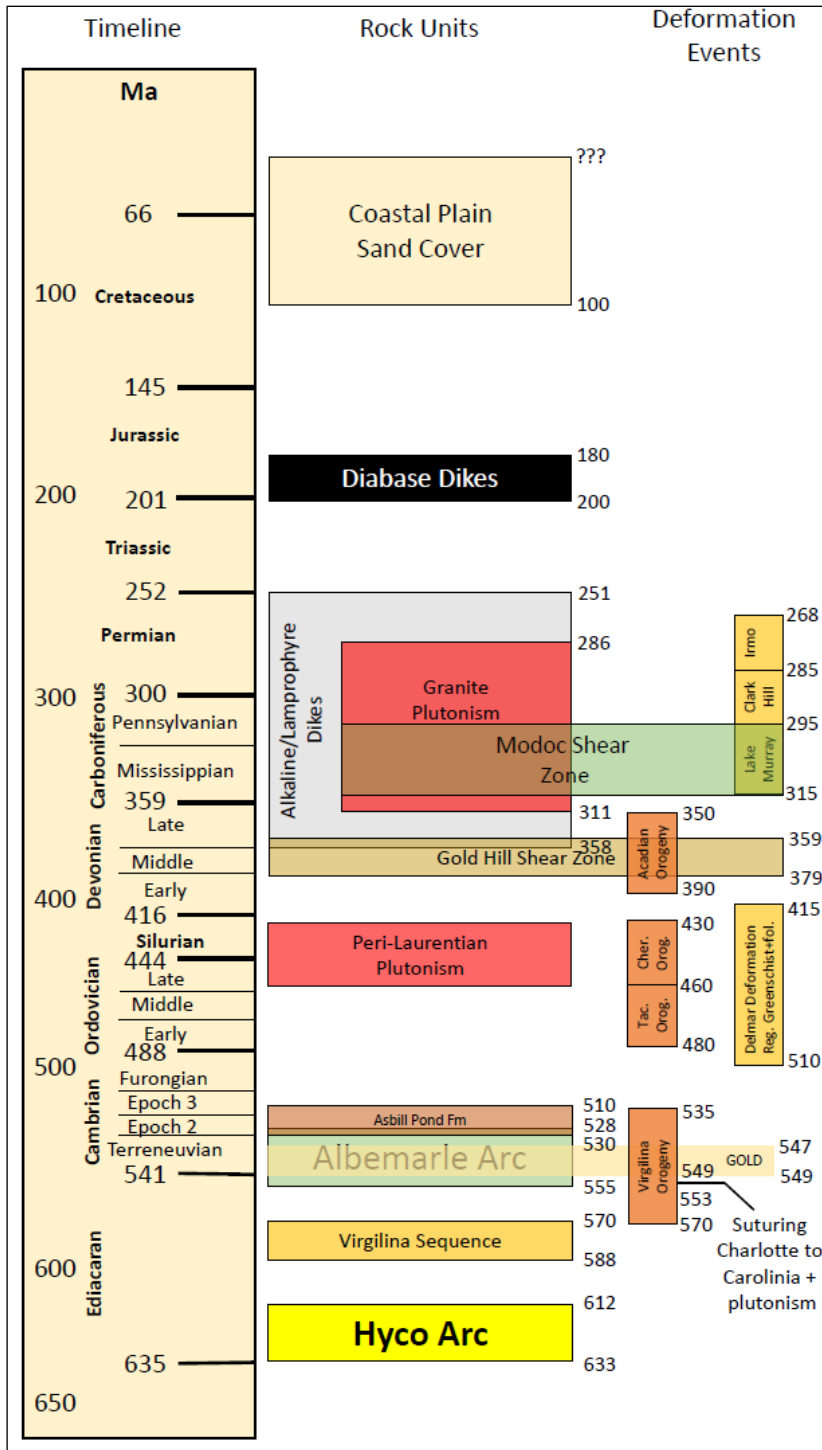 Timeline
Rock Units
Deformation
Events
Ma
66
100 Cretaceous
145
Jurassic
200
201
Triassic
252
Permian
300
300
Carboniferous
Pennsylvanian
Mississippian
359
Devonian
Late
Middle
Early
400
416
Silurian
444
Ordovician
Late
Middle
Early
488
500
Cambrian
Furongian
Epoch 3
Epoch 2
Terreneuvian
541
Ediacaran
600
635
650
???
Coastal Plain
Sand Cover
100
180
Diabase Dikes
200
251
Alkaline/Lamprophyre
Dikes
286
Granite
Plutonism
Modoc Shear
Zone
311
358
Gold Hill Shear Zone
Peri-Laurentian
Plutonism
510
Asbill Pond Fm
528
530
Albemarle Arc
555
570
Virgilina Sequence
588
612
Hyco Arc
633
350
Acadian
Orogeny
390
430
Cher.
Orog.
460
Tac.
Orog.
480
535
Virgilina
Orogeny
549
553
570
268
Irmo
285
Clark
Hill
295
Lake
Murray
315
359
379
415
Delmar Deformation
Reg. Greenschist+fol.
510
GOLD
547
549
Suturing
Charlotte to
Carolinia +
plutonism